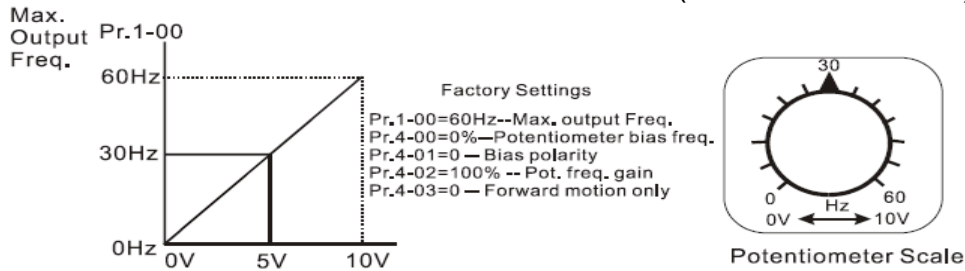 Max.
Output
Freq.
Pr.1-00
60Hz
30Hz
0Hz
0V
5V
10V
Factory Settings
Pr.1-00=60Hz--Max. output Freq.
Pr.4-00=0%—Potentiometer bias freq.
Pr.4-01=0 — Bias polarity
Pr.4-02=100% -- Pot. freq. gain
Pr.4-03=0 — Forward motion only
30
0
60
Hz
0V
10V
Potentiometer Scale